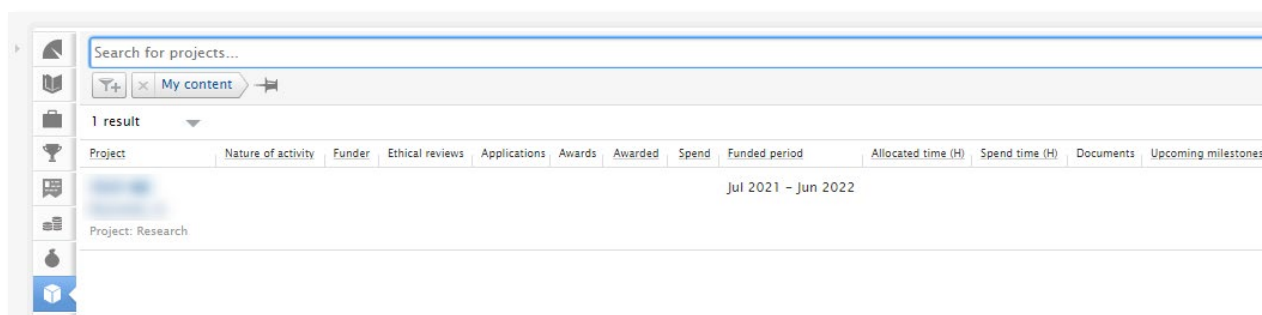 Search for projects...
My content
1 result
Project Nature of activity Funder Ethical reviews Applications Awards Awarded Spend Funded period Allocated time (H) Spend time (H) Documents Upcoming milestones
Jul 2021 – Jun 2022
Project: Research